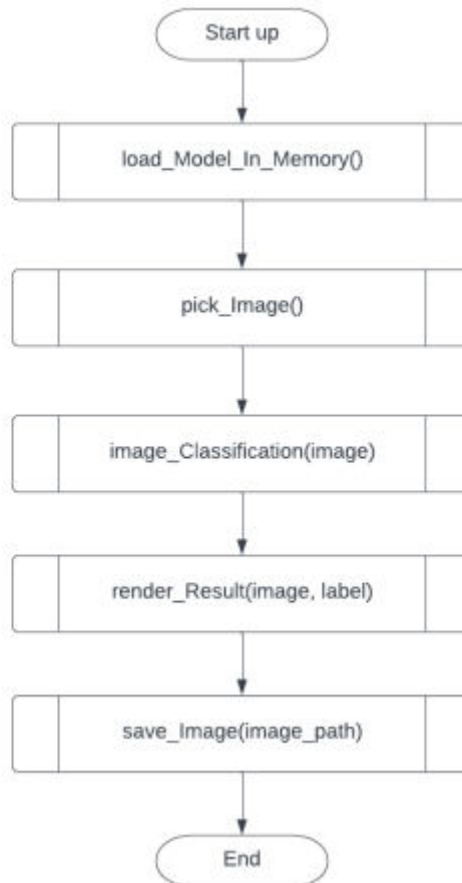 Start up
load_Model_In_Memory()
pick_Image()
image_Classification(image)
render_Result(image, label)
save_Image(image_path)
End